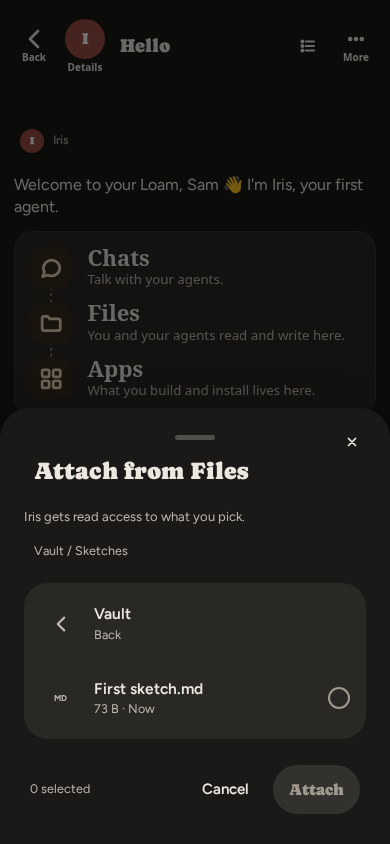 I
Hello
Back
Details
More
I
Iris
Welcome to your Loam, Sam 👋 I'm Iris, your first
agent.
Chats
Talk with your agents.
Files
You and your agents read and write here.
Apps
What you build and install lives here.
Attach from Files
Iris gets read access to what you pick.
Vault / Sketches
Vault
Back
MD
First sketch.md
73 B · Now
0 selected
Cancel
Attach